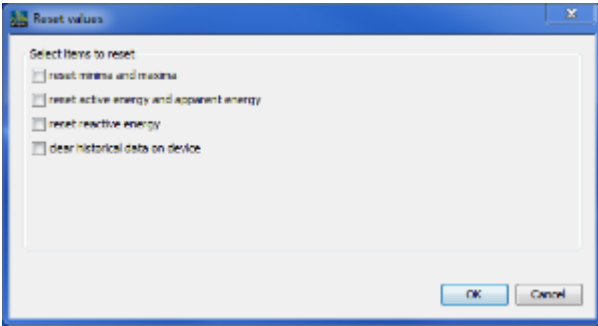 Reset values
Select items to reset
reset minima and maxima
reset active energy and apparent energy
reset reactive energy
clear historical data on device
OK
Cancel